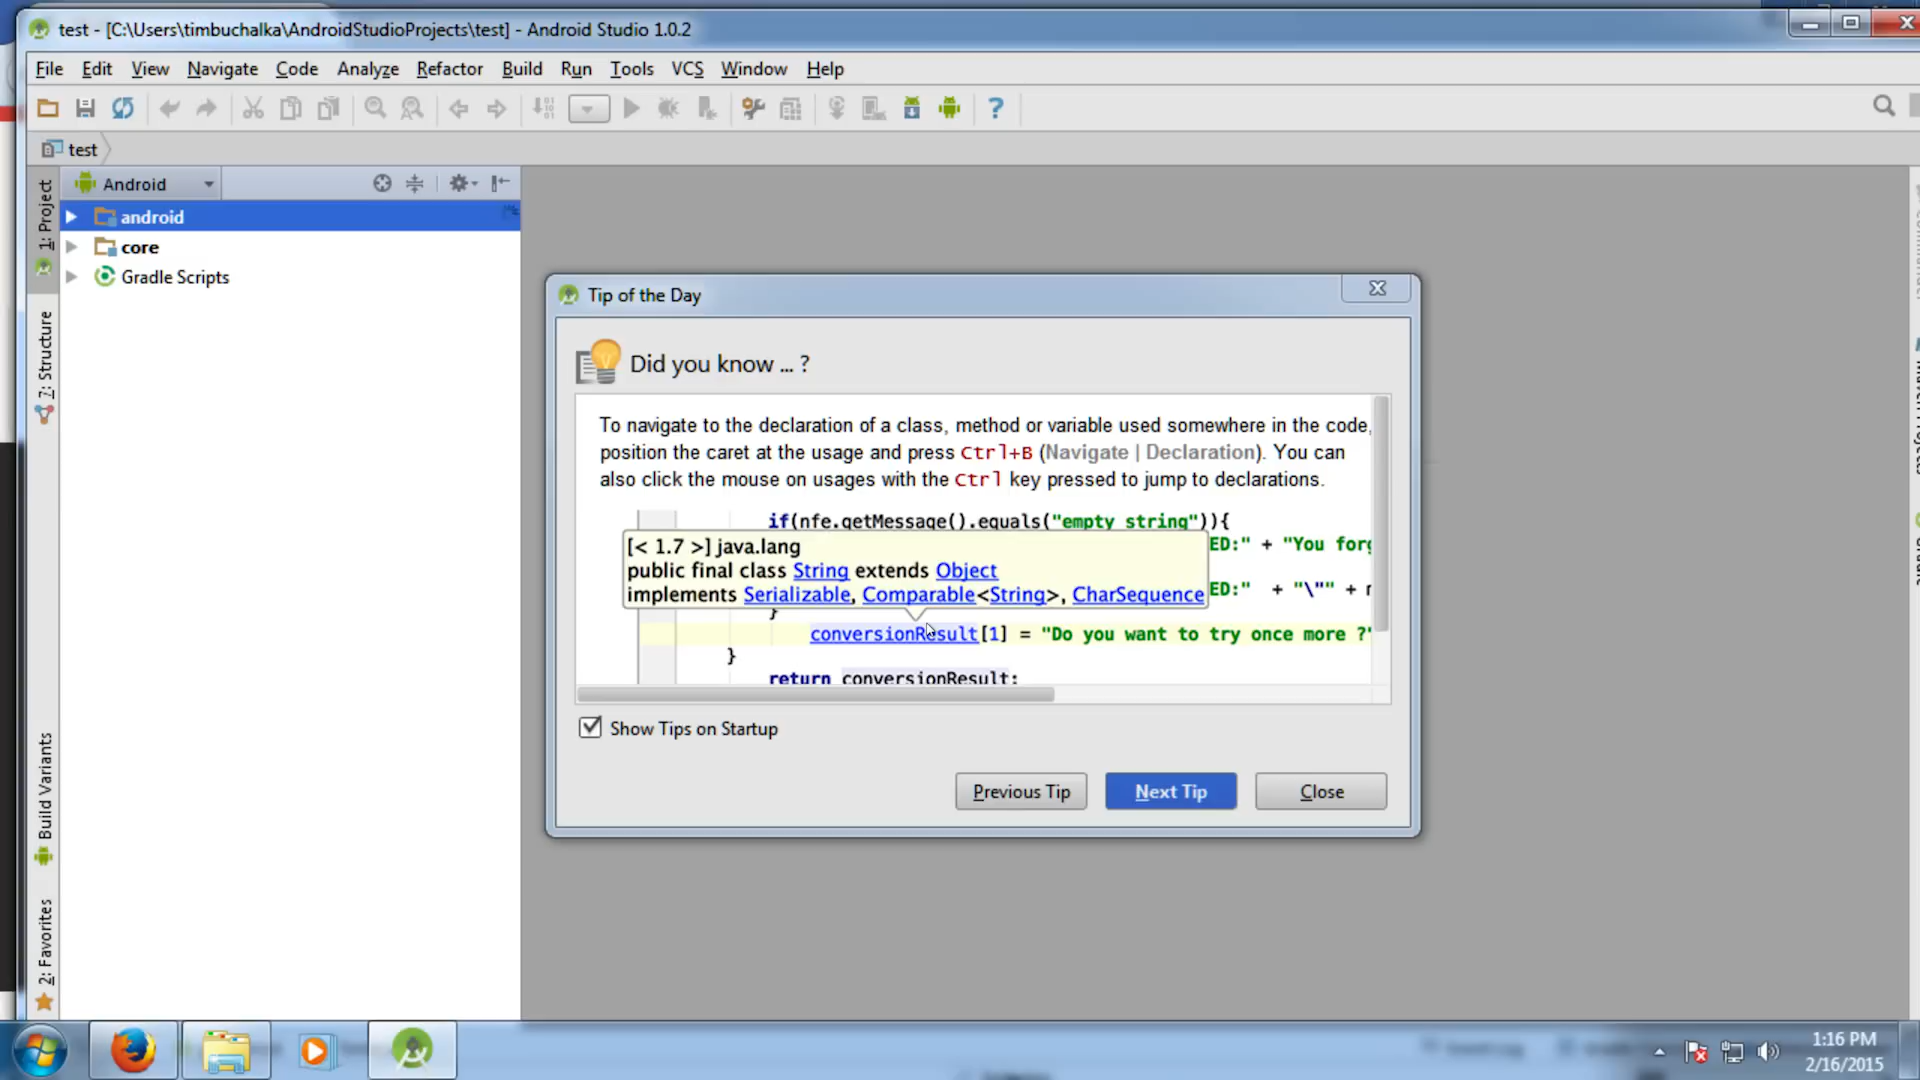 test - [C:\Users\timbuchalka\AndroidStudioProjects\test] - Android Studio 1.0.2
File Edit View Navigate Code Analyze Refactor Build Run Tools VCS Window Help
test
Android
android
core
Gradle Scripts
1: Project
7: Structure
Build Variants
2: Favorites
Tip of the Day
Did you know ... ?
To navigate to the declaration of a class, method or variable used somewhere in the code,
position the caret at the usage and press Ctrl+B (Navigate | Declaration). You can
also click the mouse on usages with the Ctrl key pressed to jump to declarations.
if(nfe.getMessage().equals("empty string")){
[< 1.7 >] java.lang
ED:" + "You forg
public final class String extends Object
implements Serializable, Comparable<String>, CharSequence
ED:" + "\"" +
}
conversionResult[1] = "Do you want to try once more ?"
}
return conversionResult;
Show Tips on Startup
Previous Tip Next Tip Close
1:16 PM
2/16/2015